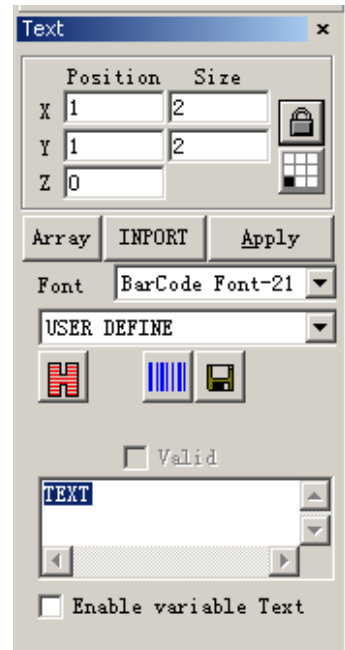 Text
Position Size
X 1 2
Y 1 2
Z 0
Array INPORT Apply
Font BarCode Font-21
USER DEFINE
Valid
TEXT
Enable variable Text